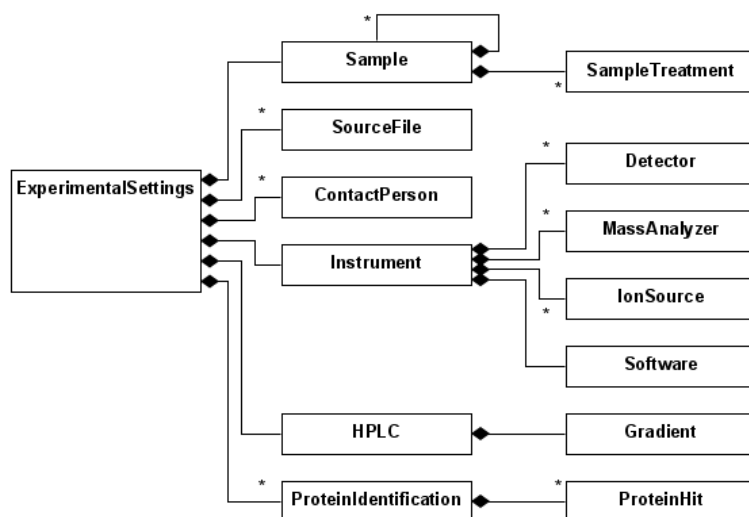 *
Sample
SampleTreatment
*
*
SourceFile
*
Detector
ExperimentalSettings
*
ContactPerson
*
MassAnalyzer
Instrument
IonSource
*
Software
HPLC
Gradient
*
ProteinIdentification
*
ProteinHit